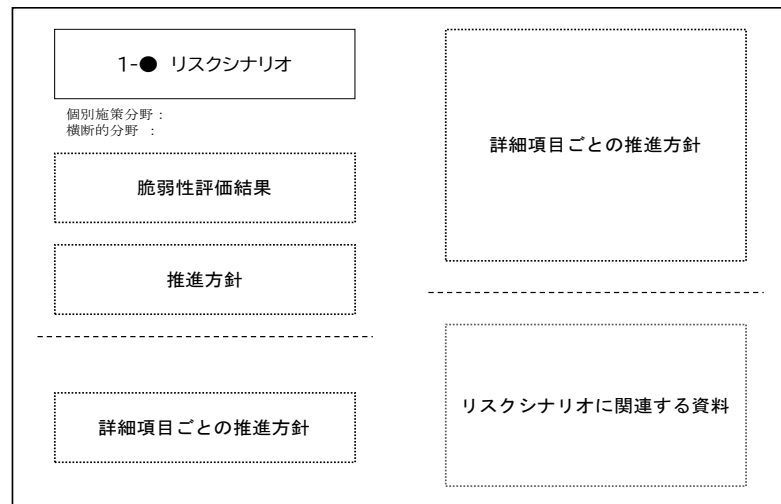 1-● リスクシナリオ
個別施策分野：
横断的分野　：
脆弱性評価結果
推進方針
詳細項目ごとの推進方針
詳細項目ごとの推進方針
リスクシナリオに関連する資料